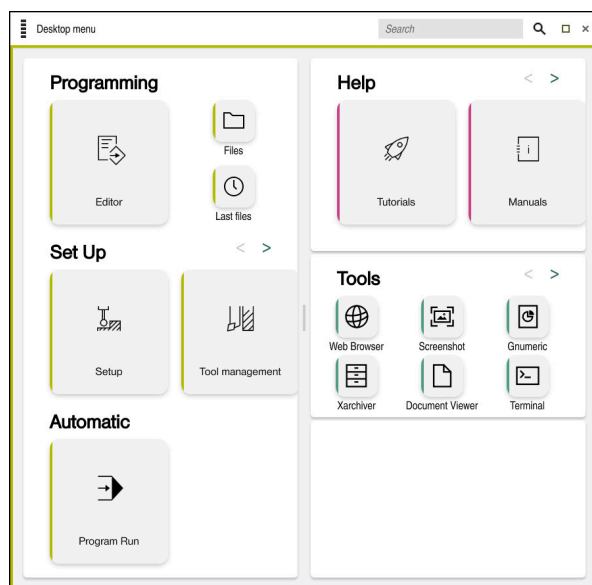 Desktop menu
Search
Programming
Editor
Files
Last files
Set Up
< >
Setup
Tool management
Automatic
Program Run
Help
< >
Tutorials
i
Manuals
Tools
< >
Web Browser
Screenshot
Gnumeric
Xarchiver
Document Viewer
Terminal